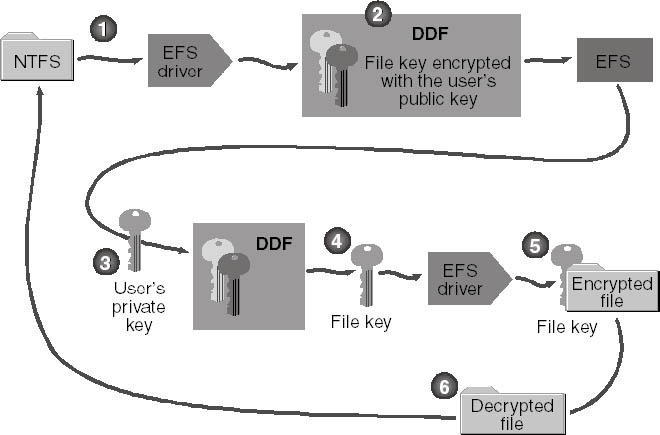 1
NTFS
EFS
driver
2
DDF
File key encrypted
with the user's
public key
EFS
3
User's
private
key
DDF
4
File key
EFS
driver
5
Encrypted
file
File key
6
Decrypted
file